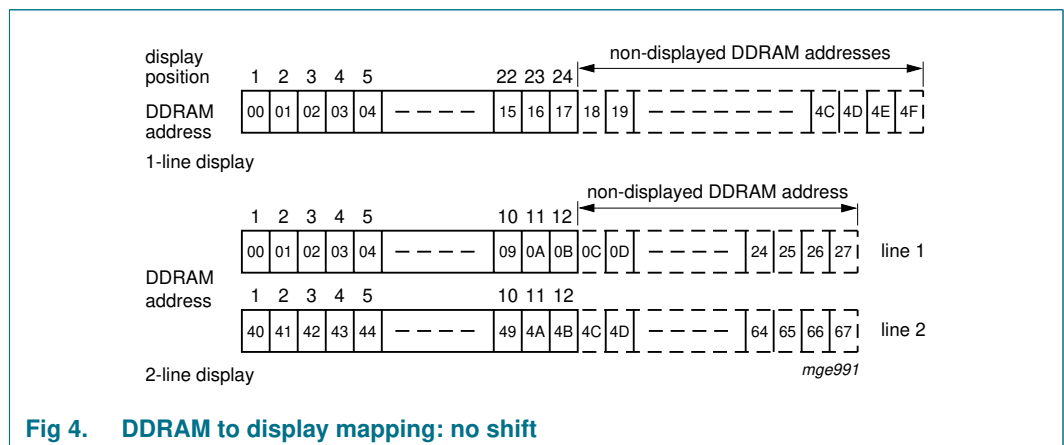 display position 1 2 3 4 5 22 23 24 non-displayed DDRAM addresses
DDRAM address 00 01 02 03 04 15 16 17 18 19 4C 4D 4E 4F
1-line display
non-displayed DDRAM address
1 2 3 4 5 10 11 12
00 01 02 03 04 09 0A 0B 0C 0D 24 25 26 27 line 1
DDRAM address
1 2 3 4 5 10 11 12
40 41 42 43 44 49 4A 4B 4C 4D 64 65 66 67 line 2
2-line display
mge991
Fig 4. DDRAM to display mapping: no shift